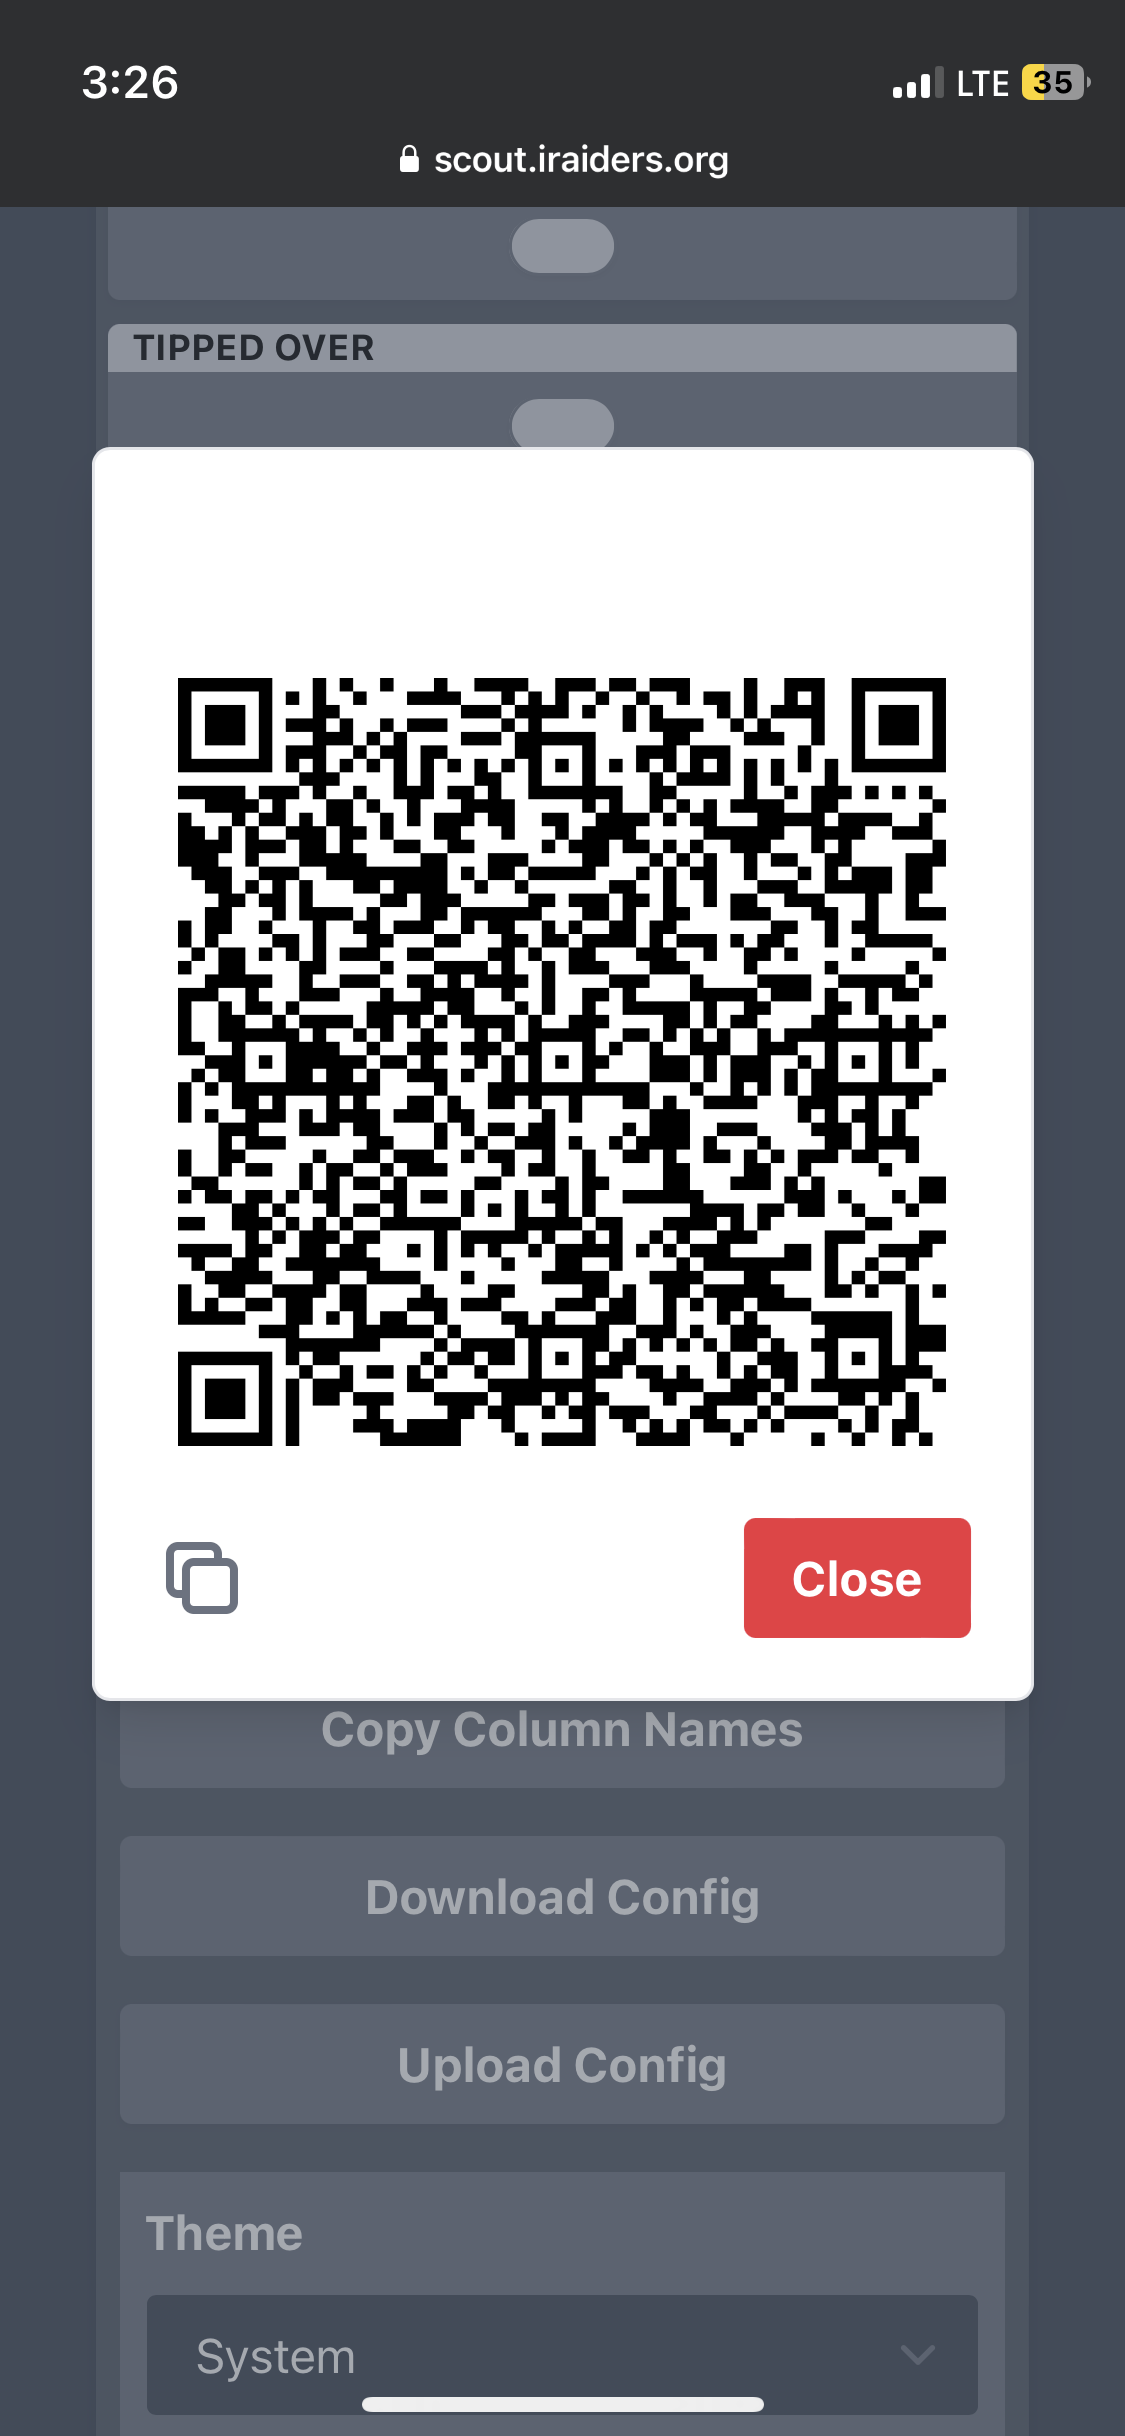 3:26
LTE
35
scout.iraiders.org
TIPPED OVER
Close
Copy Column Names
Download Config
Upload Config
Theme
System